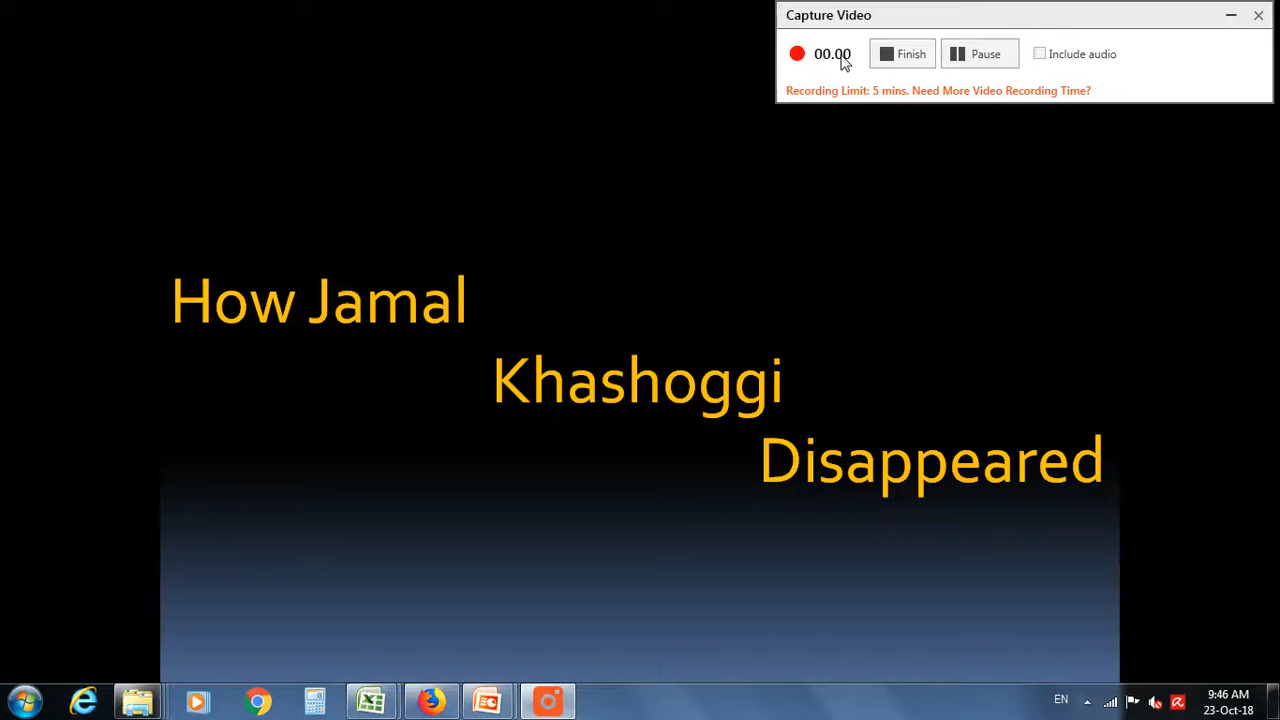 Capture Video
00.00
Finish
Pause
Include audio
Recording Limit: 5 mins. Need More Video Recording Time?
How Jamal
Khashoggi
Disappeared
EN
9:46 AM
23-Oct-18